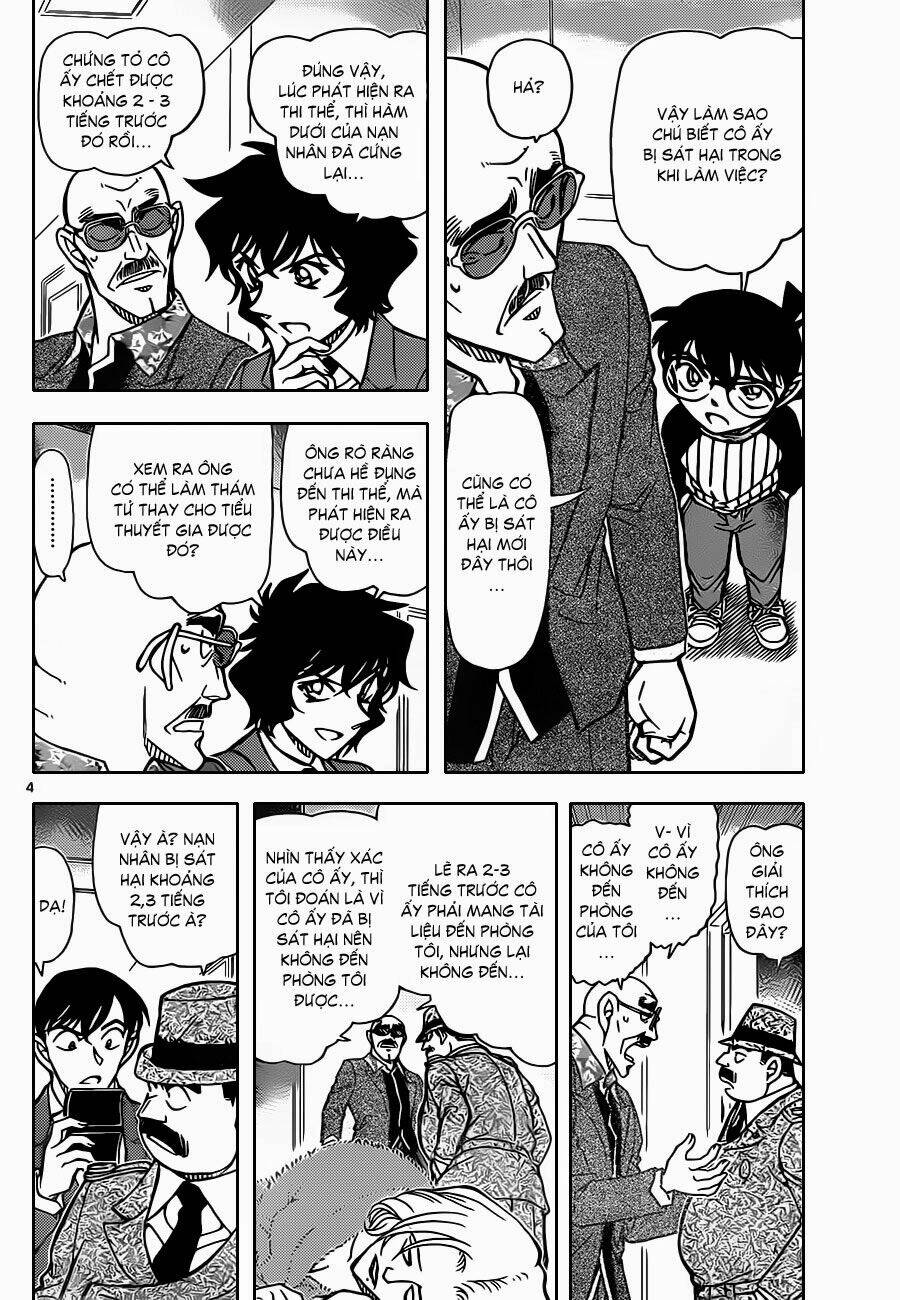 VẬY LÀM SAO
CHÚ BIẾT CÔ ẤY
BỊ SÁT HẠI TRONG
KHI LÀM VIỆC?
HẢ?
CŨNG CÓ
THỂ LÀ CÔ
ẤY BỊ SÁT
HẠI MỚI
ĐÂY THÔI
...
ĐÚNG VẬY,
LÚC PHÁT HIỆN RA
THI THỂ, THÌ HÀM
DƯỚI CỦA NẠN
NHÂN ĐÃ CỨNG
LẠI...
CHỨNG TỎ CÔ
ẤY CHẾT ĐƯỢC
KHOẢNG 2 - 3
TIẾNG TRƯỚC
ĐÓ RỒI...
ÔNG RÕ RÀNG
CHƯA HỀ ĐỤNG
ĐẾN THI THỂ, MÀ
PHÁT HIỆN RA
ĐƯỢC ĐIỀU
NÀY...
XEM RA ÔNG
CÓ THỂ LÀM THÁM
TỬ THAY CHO TIỂU
THUYẾT GIA ĐƯỢC
ĐÓ?
.........
4
ÔNG
GIẢI
THÍCH
SAO
ĐÂY?
V- VÌ
CÔ ẤY
KHÔNG
ĐẾN
...
CÔ ẤY
KHÔNG
ĐẾN
PHÒNG
CỦA TÔI
...
LẼ RA 2-3
TIẾNG TRƯỚC CÔ
ẤY PHẢI MANG TÀI
LIỆU ĐẾN PHÒNG
TÔI, NHƯNG LẠI
KHÔNG ĐẾN...
NHÌN THẤY XÁC
CỦA CÔ ẤY, THÌ
TÔI ĐOÁN LÀ VÌ
CÔ ẤY ĐÃ BỊ
SÁT HẠI NÊN
KHÔNG ĐẾN
PHÒNG TÔI
ĐƯỢC...
VẬY À? NẠN
NHÂN BỊ SÁT
HẠI KHOẢNG
2,3 TIẾNG
TRƯỚC À?
DẠ!